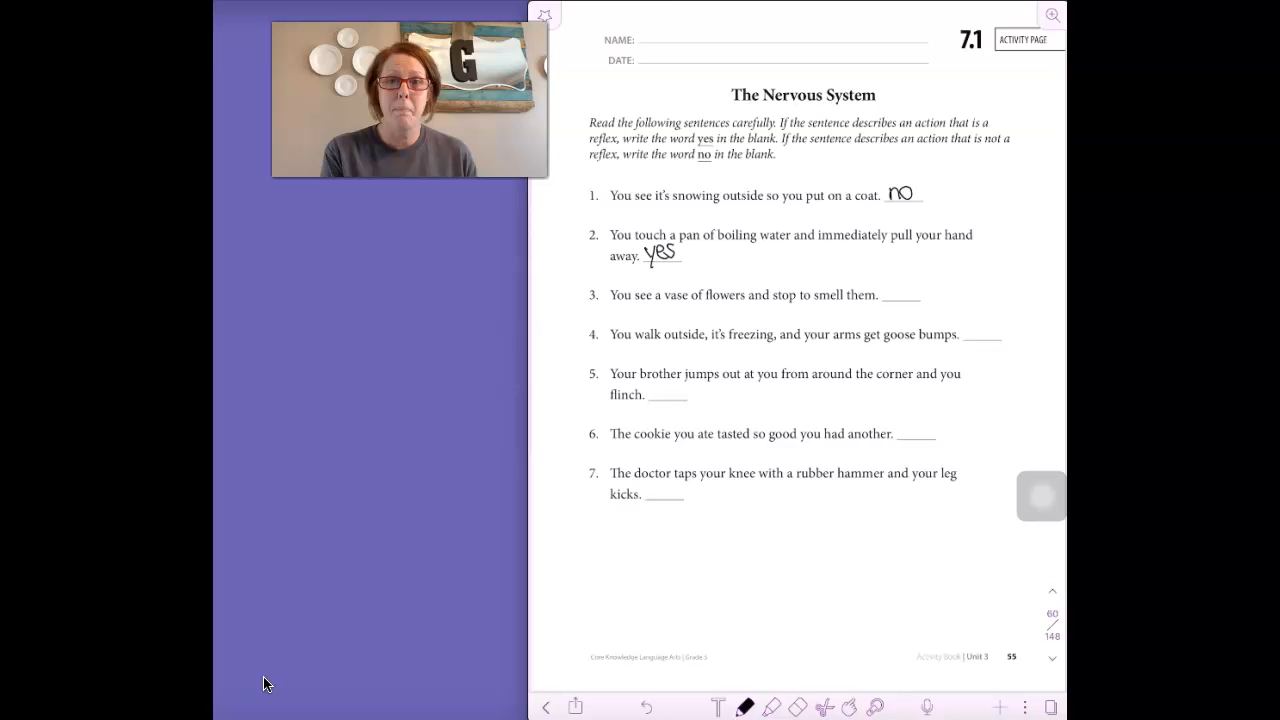 G
NAME:
7.1
ACTIVITY PAGE
DATE:
The Nervous System
Read the following sentences carefully. If the sentence describes an action that is a
reflex, write the word yes in the blank. If the sentence describes an action that is not a
reflex, write the word no in the blank.
1. You see it's snowing outside so you put on a coat. no
2. You touch a pan of boiling water and immediately pull your hand
away. yes
3. You see a vase of flowers and stop to smell them.
4. You walk outside, it's freezing, and your arms get goose bumps.
5. Your brother jumps out at you from around the corner and you
flinch.
6. The cookie you ate tasted so good you had another.
7. The doctor taps your knee with a rubber hammer and your leg
kicks.
60
/
148
Core Knowledge Language Arts | Grade 3
Activity Book | Unit 3 55
T